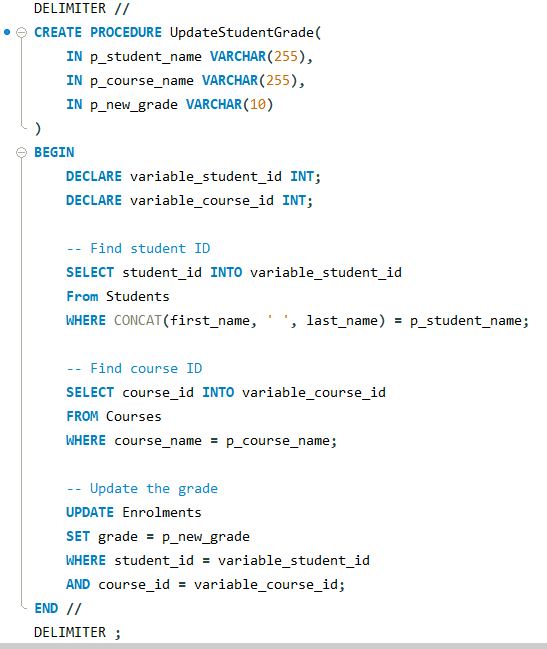 DELIMITER //
CREATE PROCEDURE UpdateStudentGrade(
    IN p_student_name VARCHAR(255),
    IN p_course_name VARCHAR(255),
    IN p_new_grade VARCHAR(10)
)
BEGIN
    DECLARE variable_student_id INT;
    DECLARE variable_course_id INT;

    -- Find student ID
    SELECT student_id INTO variable_student_id
    From Students
    WHERE CONCAT(first_name, ' ', last_name) = p_student_name;

    -- Find course ID
    SELECT course_id INTO variable_course_id
    FROM Courses
    WHERE course_name = p_course_name;

    -- Update the grade
    UPDATE Enrolments
    SET grade = p_new_grade
    WHERE student_id = variable_student_id
    AND course_id = variable_course_id;
END //
DELIMITER ;